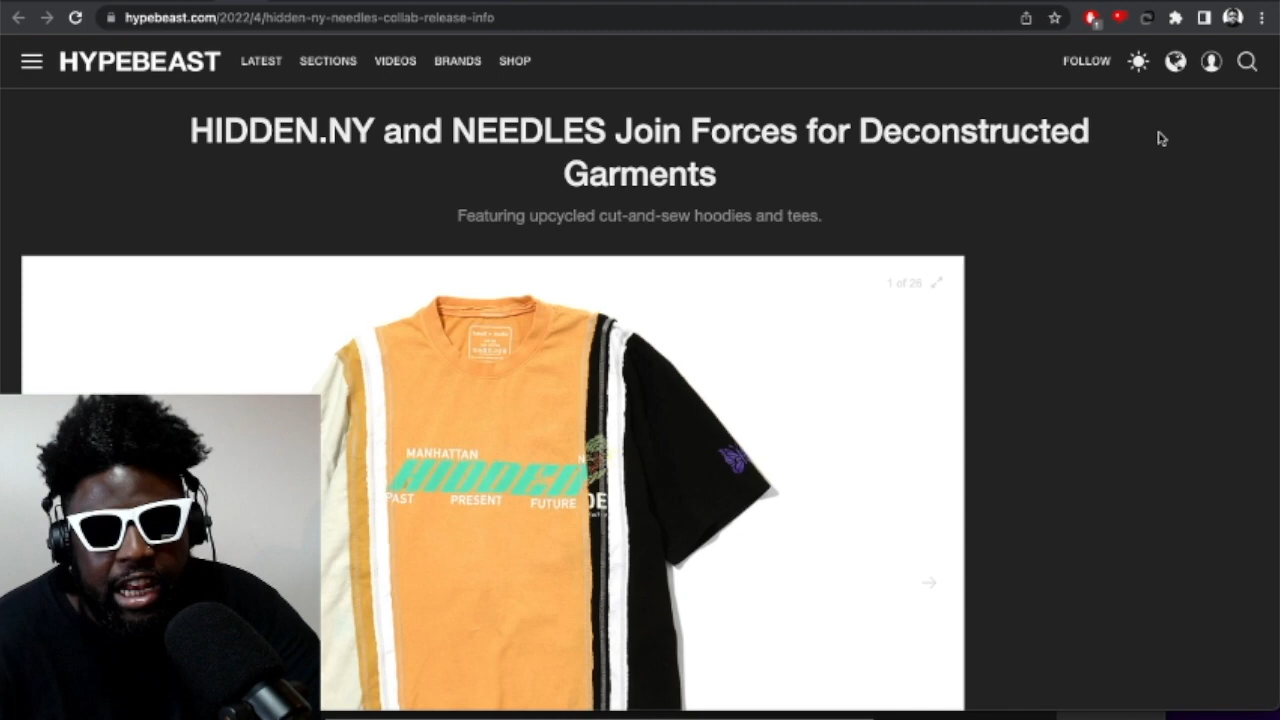 hypebeast.com/2022/4/hidden-ny-needles-collab-release-info
1
HYPEBEAST LATEST SECTIONS VIDEOS BRANDS SHOP FOLLOW
HIDDEN.NY and NEEDLES Join Forces for Deconstructed
Garments
Featuring upcycled cut-and-sew hoodies and tees.
1 of 26
MANHATTAN N
HIDDEN
PAST PRESENT FUTURE DE